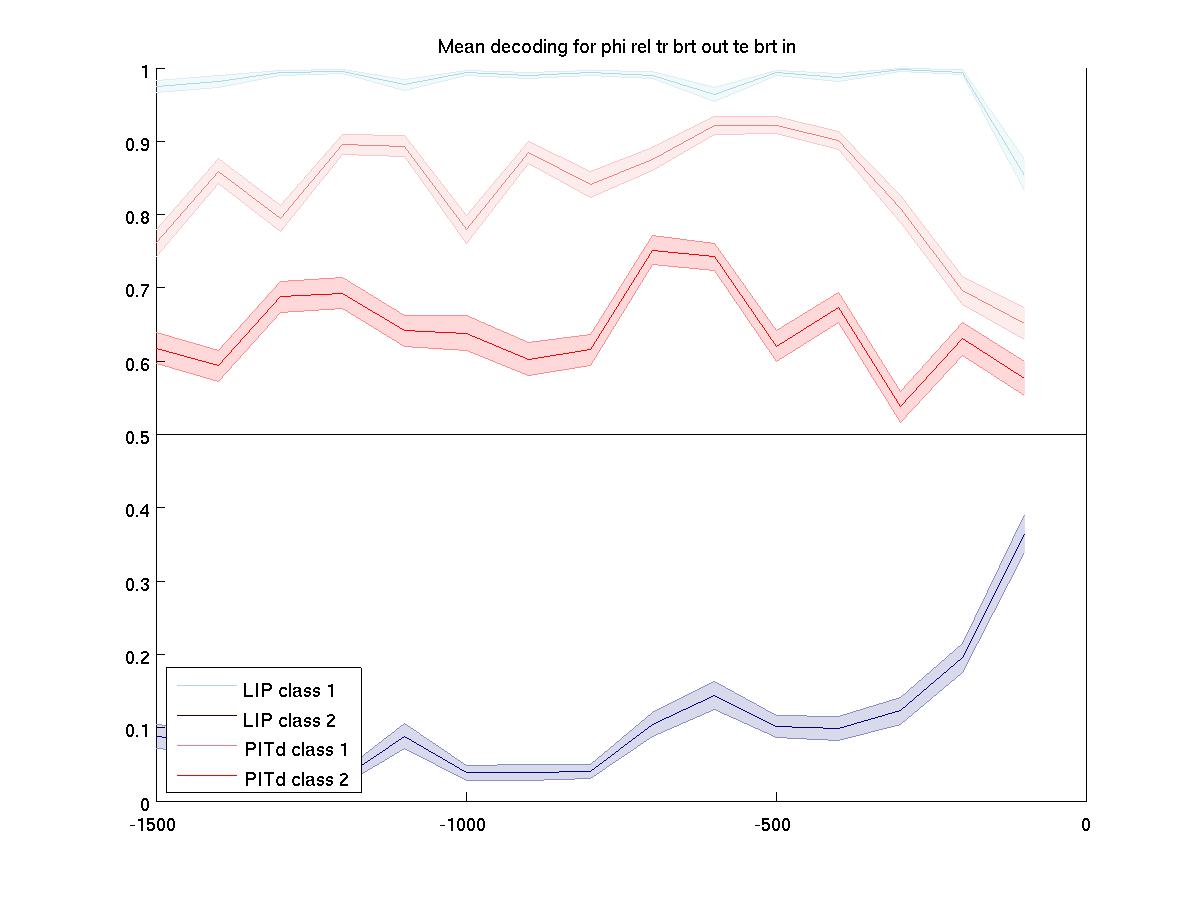 Mean decoding for phi rel tr brt out te brt in
1
0.9
0.8
0.7
0.6
0.5
0.4
0.3
0.2
0.1
0
LIP class 1
LIP class 2
PITd class 1
PITd class 2
-1500 -1000 -500 0